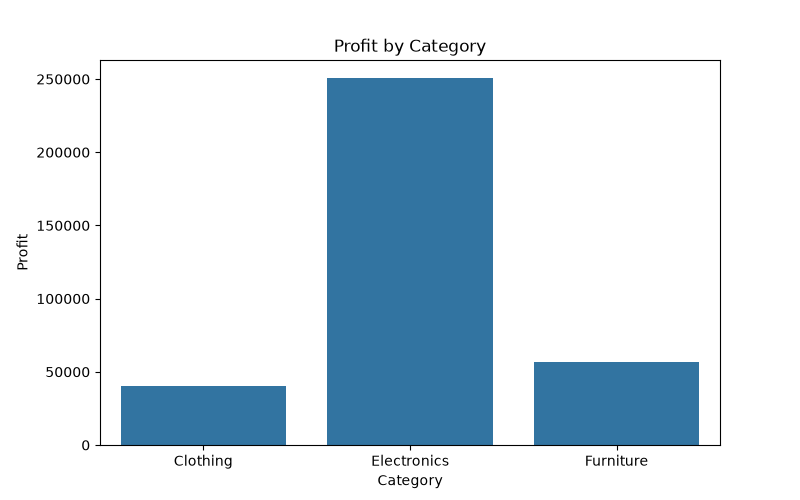 Profit by Category
Profit
250000
200000
150000
100000
50000
0
Clothing Electronics Furniture
Category